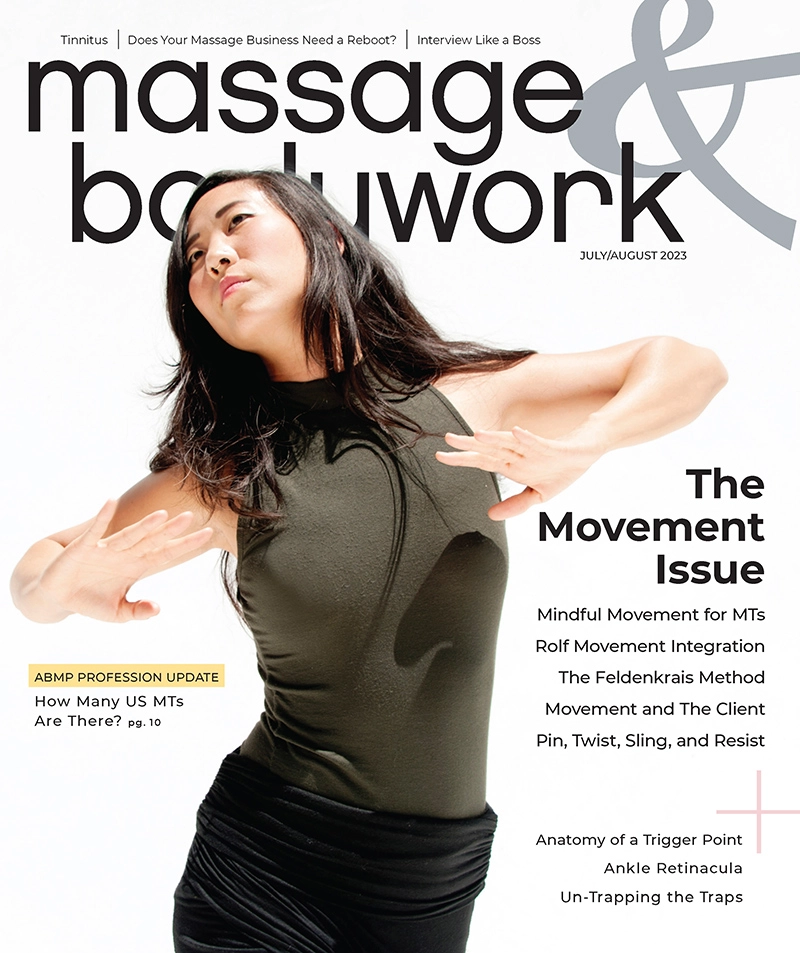 Tinnitus | Does Your Massage Business Need a Reboot? | Interview Like a Boss
massage &
bodywork
JULY/AUGUST 2023
The
Movement
Issue
Mindful Movement for MTs
Rolf Movement Integration
The Feldenkrais Method
Movement and The Client
Pin, Twist, Sling, and Resist
ABMP PROFESSION UPDATE
How Many US MTs
Are There? pg. 10
Anatomy of a Trigger Point
Ankle Retinacula
Un-Trapping the Traps